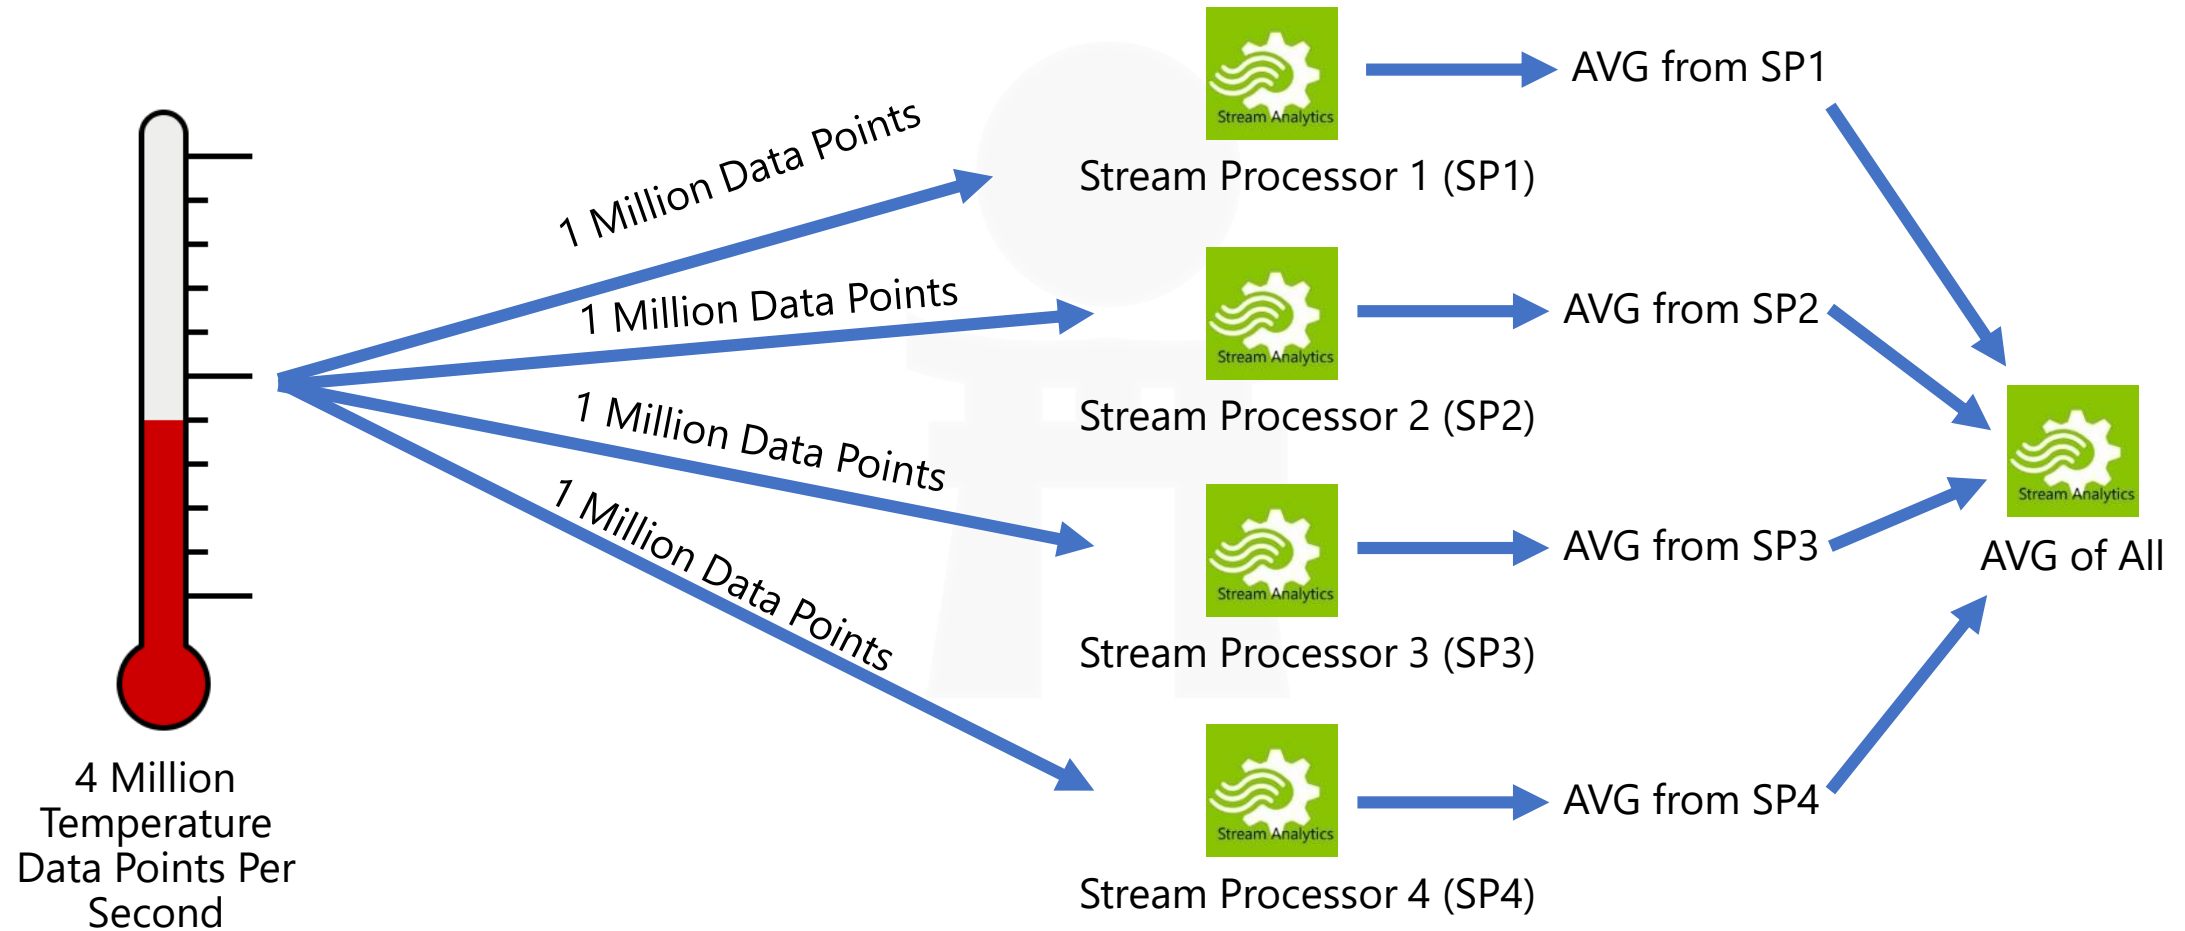 Stream Analytics
Stream Processor 1 (SP1)
AVG from SP1
1 Million Data Points
Stream Analytics
Stream Processor 2 (SP2)
AVG from SP2
1 Million Data Points
Stream Analytics
Stream Processor 3 (SP3)
AVG from SP3
1 Million Data Points
Stream Analytics
Stream Processor 4 (SP4)
AVG from SP4
1 Million Data Points
Stream Analytics
AVG of All
4 Million
Temperature
Data Points Per
Second